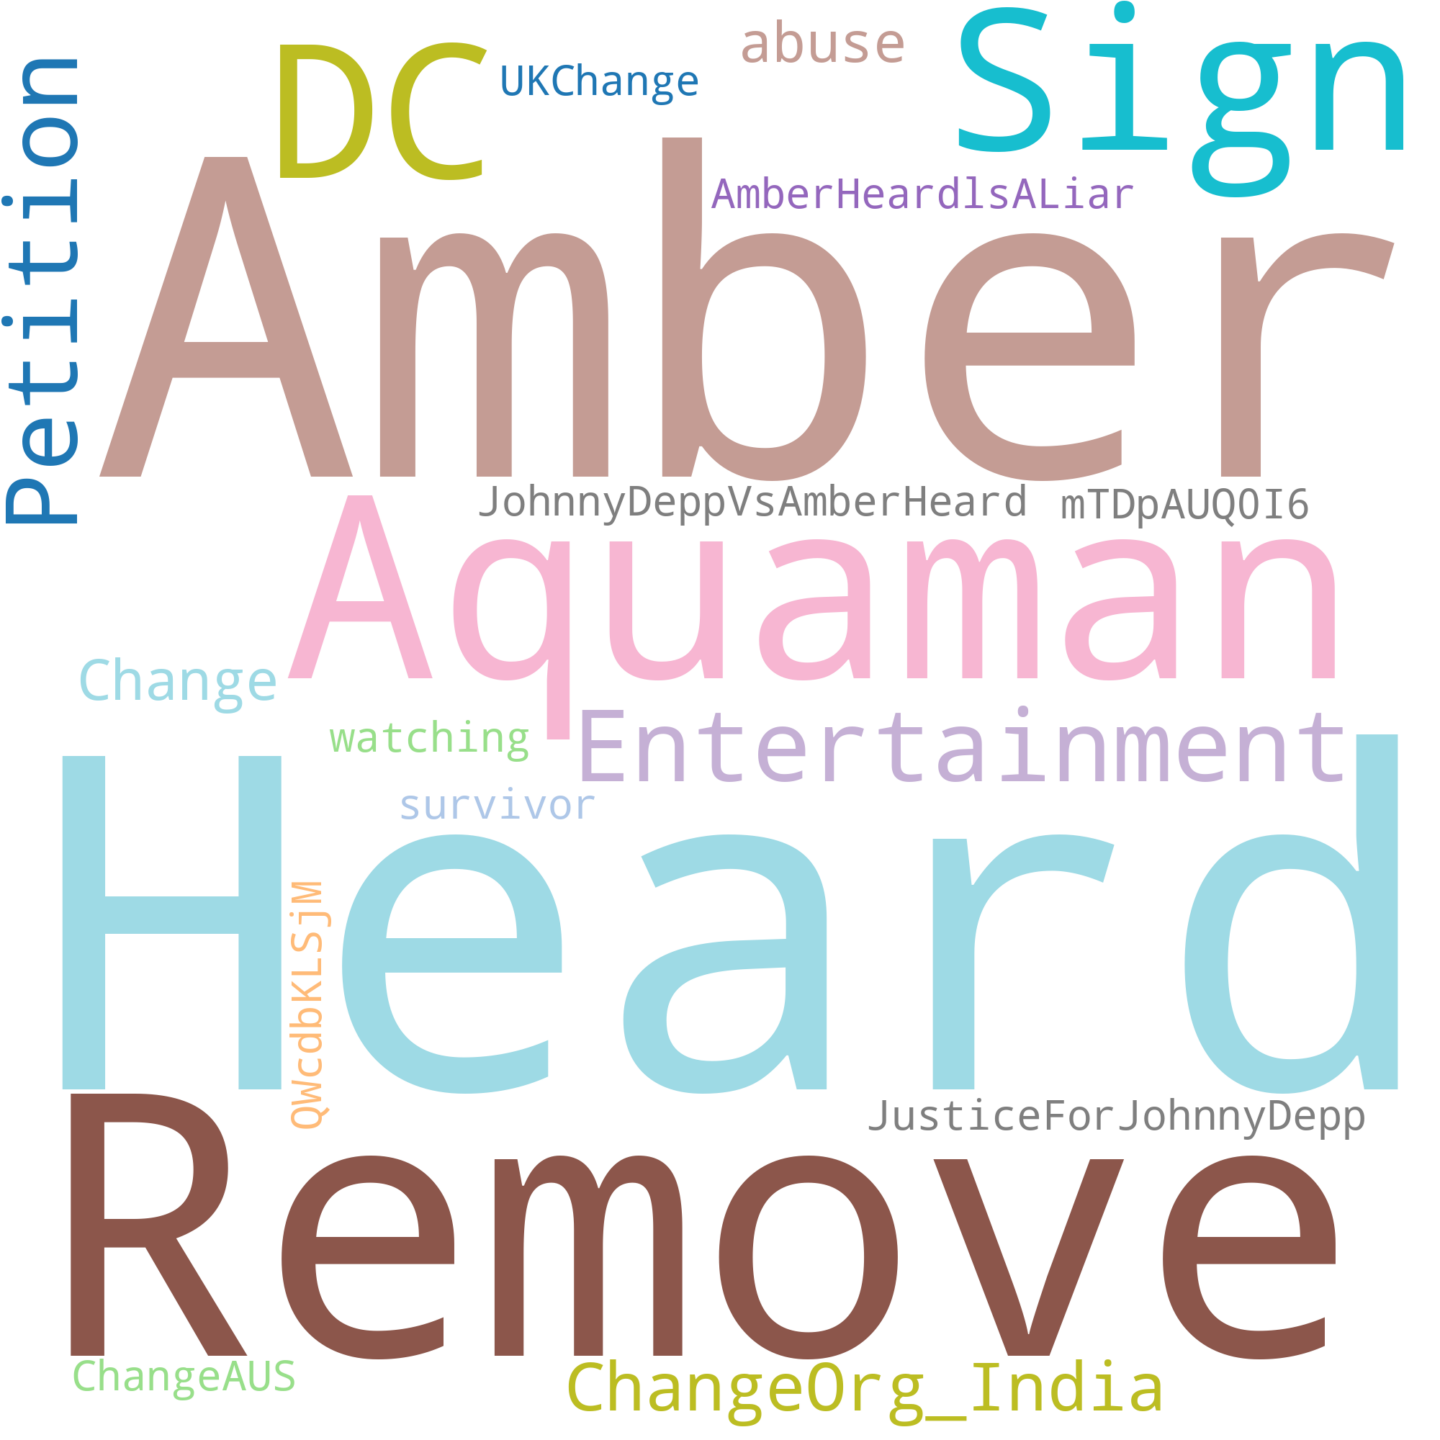 abuse
Sign
DC
UKChange
Petition
AmberHeardlsALiar
Amber
JohnnyDeppVsAmberHeard
mTDpAUQ0I6
Aquaman
Change
watching
Entertainment
survivor
Heard
QWcdbKLSjM
JusticeForJohnnyDepp
Remove
ChangeAUS
ChangeOrg_India